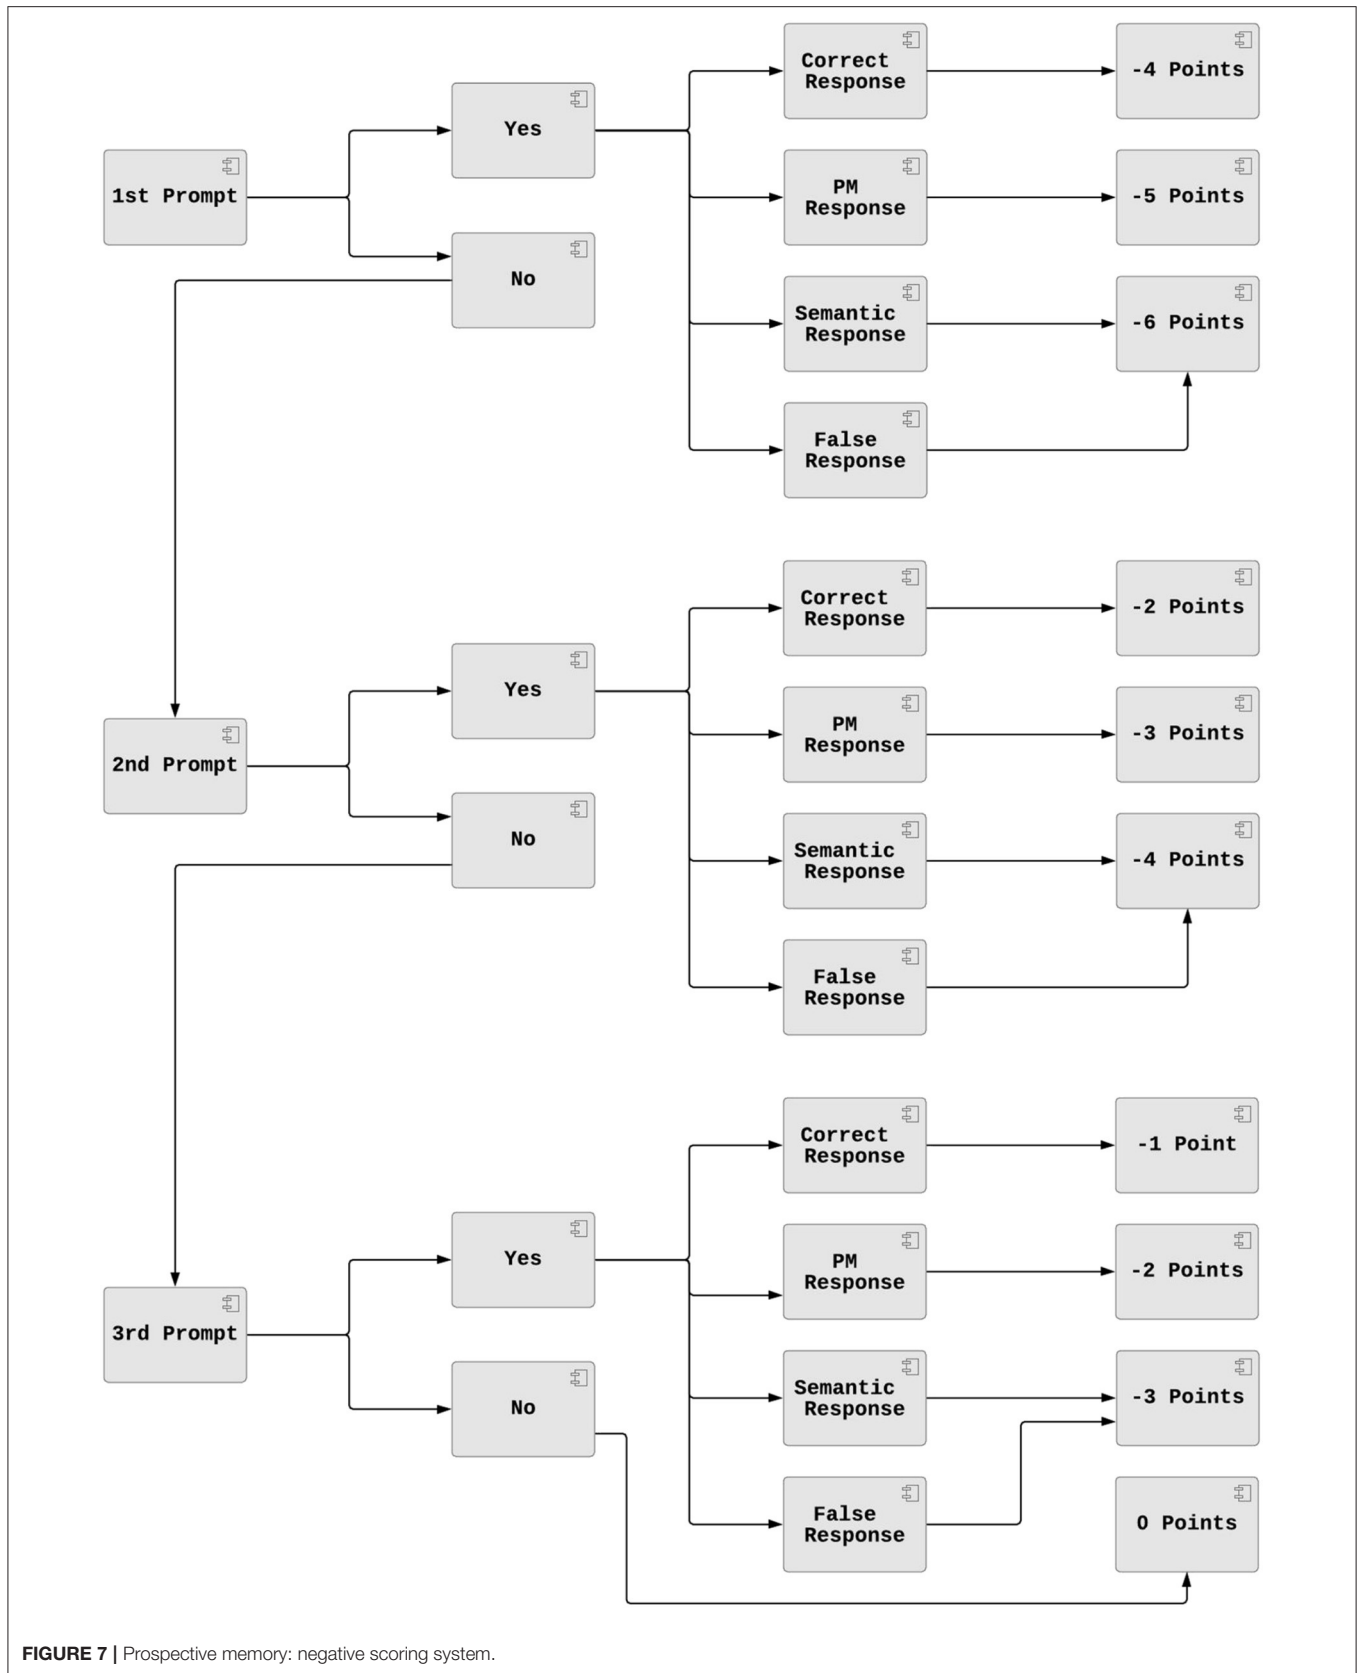 Correct
Response
-4 Points
Yes
PM
Response
-5 Points
1st Prompt
No
Semantic
Response
-6 Points
False
Response
Correct
Response
-2 Points
Yes
PM
Response
-3 Points
2nd Prompt
No
Semantic
Response
-4 Points
False
Response
Correct
Response
-1 Point
Yes
PM
Response
-2 Points
3rd Prompt
No
Semantic
Response
-3 Points
False
Response
0 Points
FIGURE 7 | Prospective memory: negative scoring system.